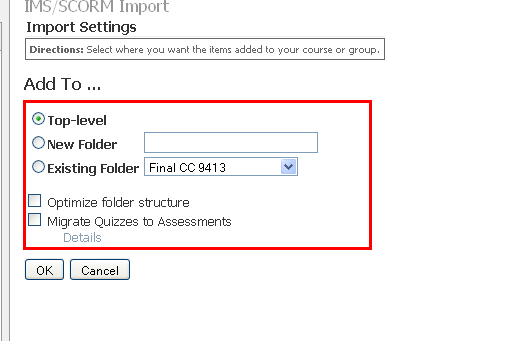 IMS/SCORM Import
Import Settings
Directions: Select where you want the items added to your course or group.
Add To ...
Top-level
New Folder
Existing Folder Final CC 9413
Optimize folder structure
Migrate Quizzes to Assessments
Details
OK Cancel